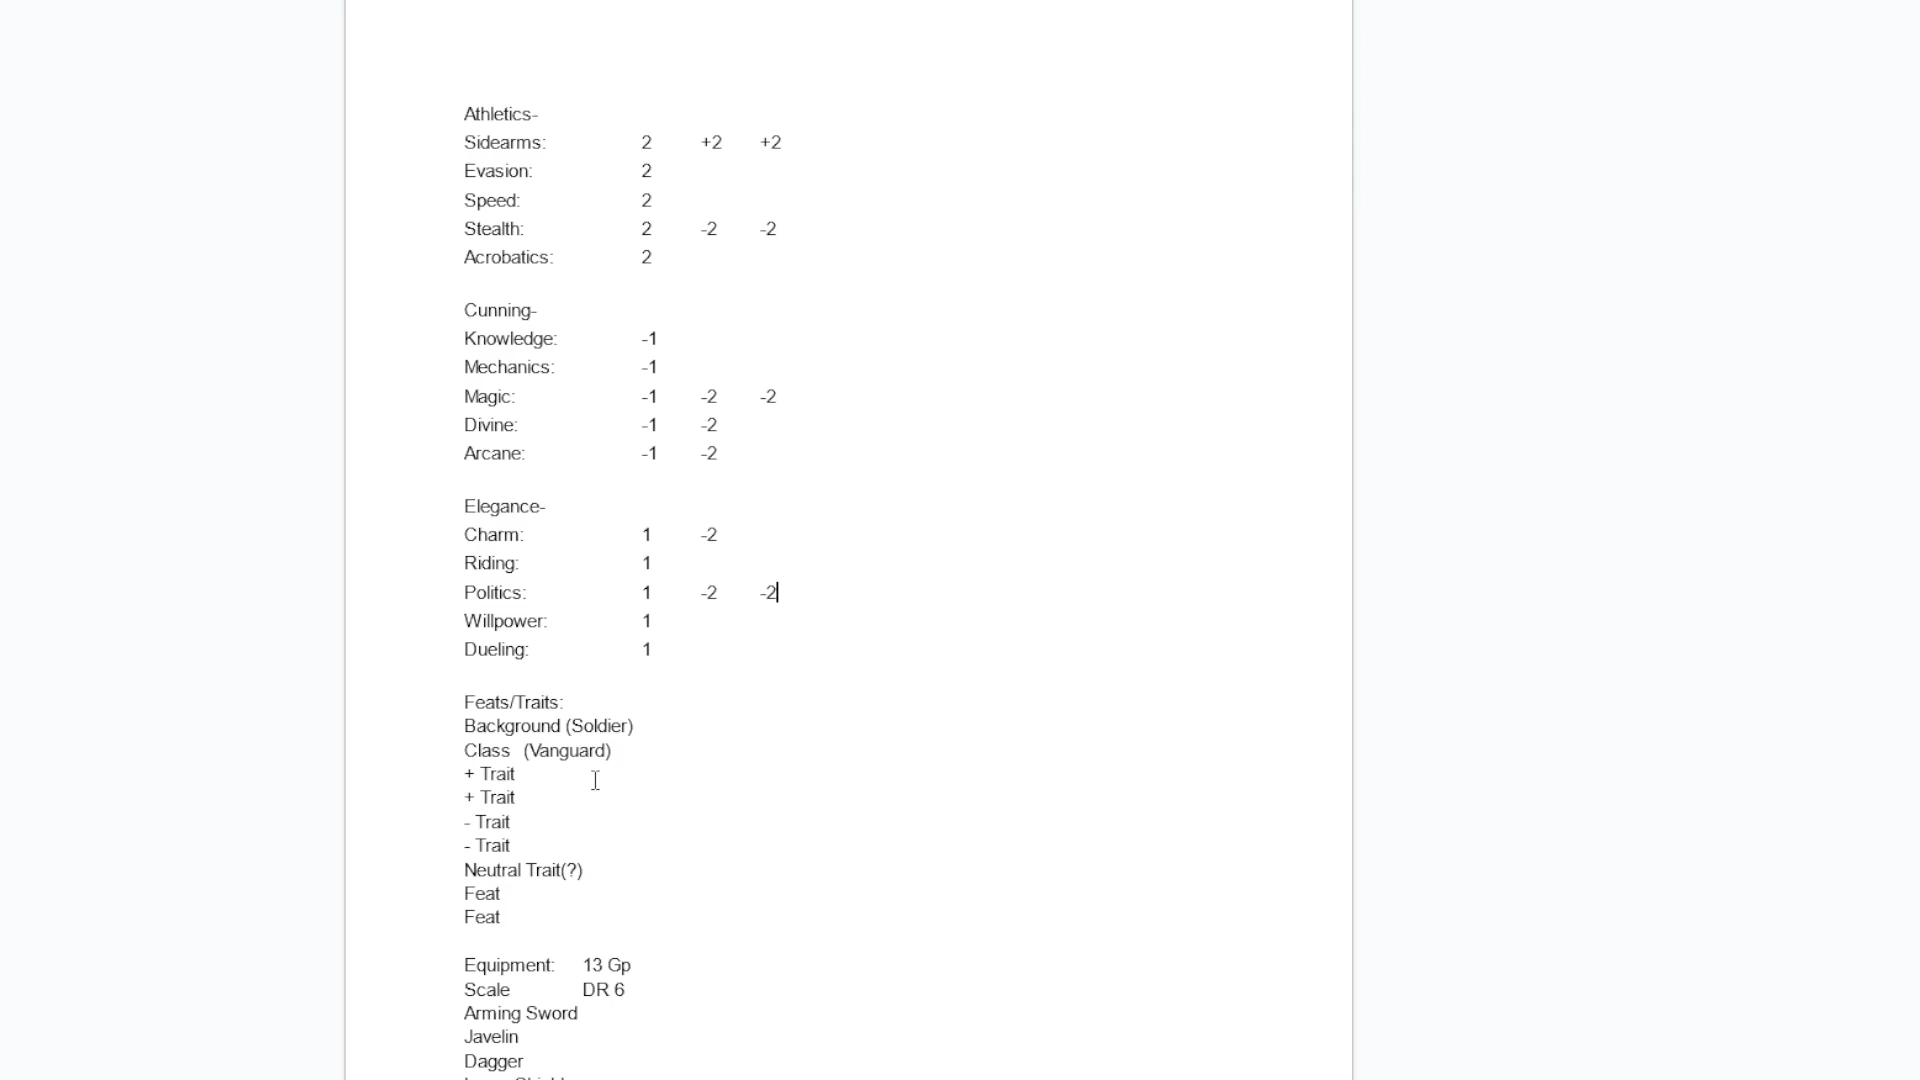 Athletics-
Sidearms: 2 +2 +2
Evasion: 2
Speed: 2
Stealth: 2 -2 -2
Acrobatics: 2
Cunning-
Knowledge: -1
Mechanics: -1
Magic: -1 -2 -2
Divine: -1 -2
Arcane: -1 -2
Elegance-
Charm: 1 -2
Riding: 1
Politics: 1 -2 -2
Willpower: 1
Dueling: 1
Feats/Traits:
Background (Soldier)
Class (Vanguard)
+ Trait
+ Trait
- Trait
- Trait
Neutral Trait(?)
Feat
Feat
Equipment: 13 Gp
Scale DR 6
Arming Sword
Javelin
Dagger